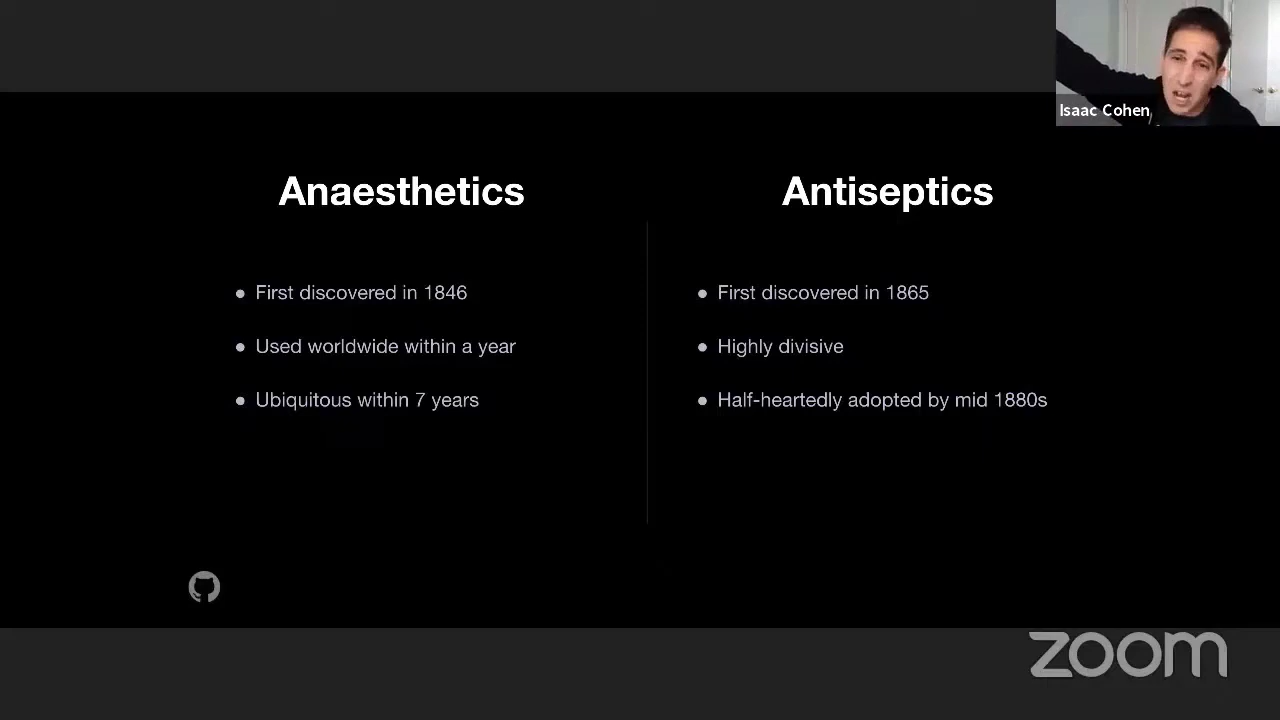 Isaac Cohen
Anaesthetics
First discovered in 1846
Used worldwide within a year
Ubiquitous within 7 years
Antiseptics
First discovered in 1865
Highly divisive
Half-heartedly adopted by mid 1880s
zoom